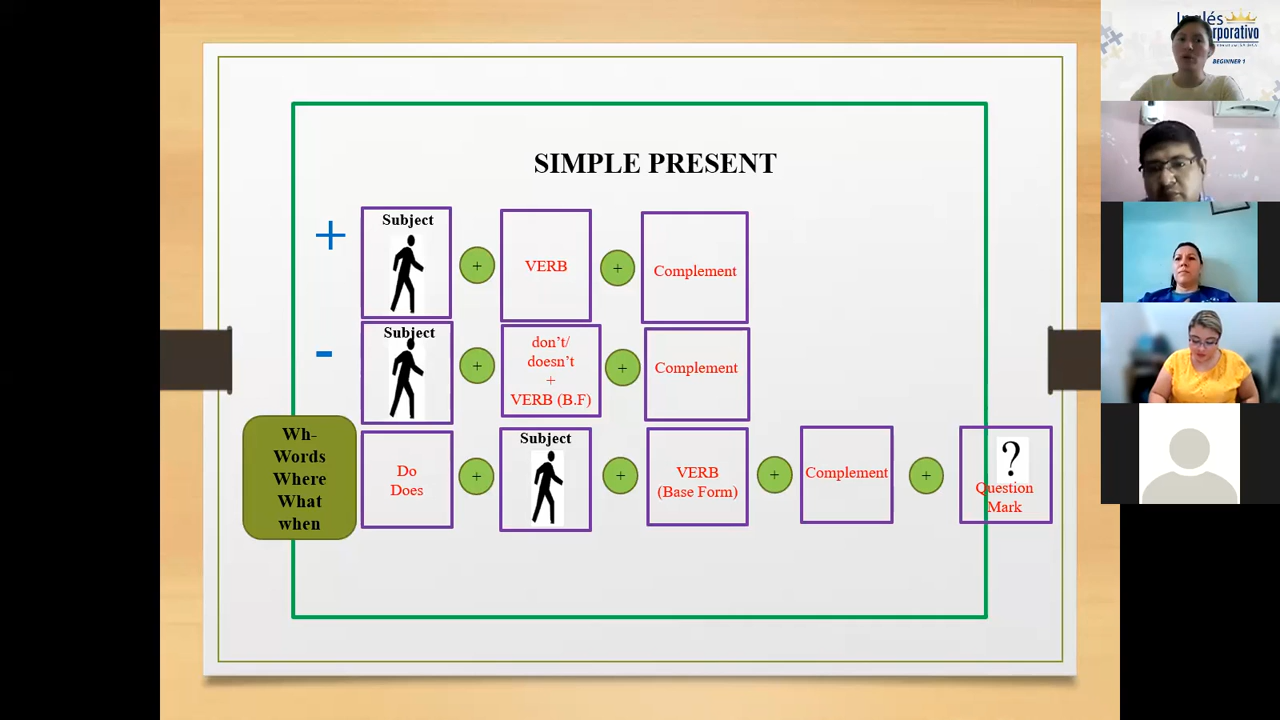 SIMPLE PRESENT
+
Subject
+
VERB
+
Complement
-
Subject
+
don't/
doesn't
+
VERB (B.F)
+
Complement
Wh-
Words
Where
What
when
Do
Does
+
Subject
+
VERB
(Base Form)
+
Complement
+
?
Question
Mark
BEGINNER 1